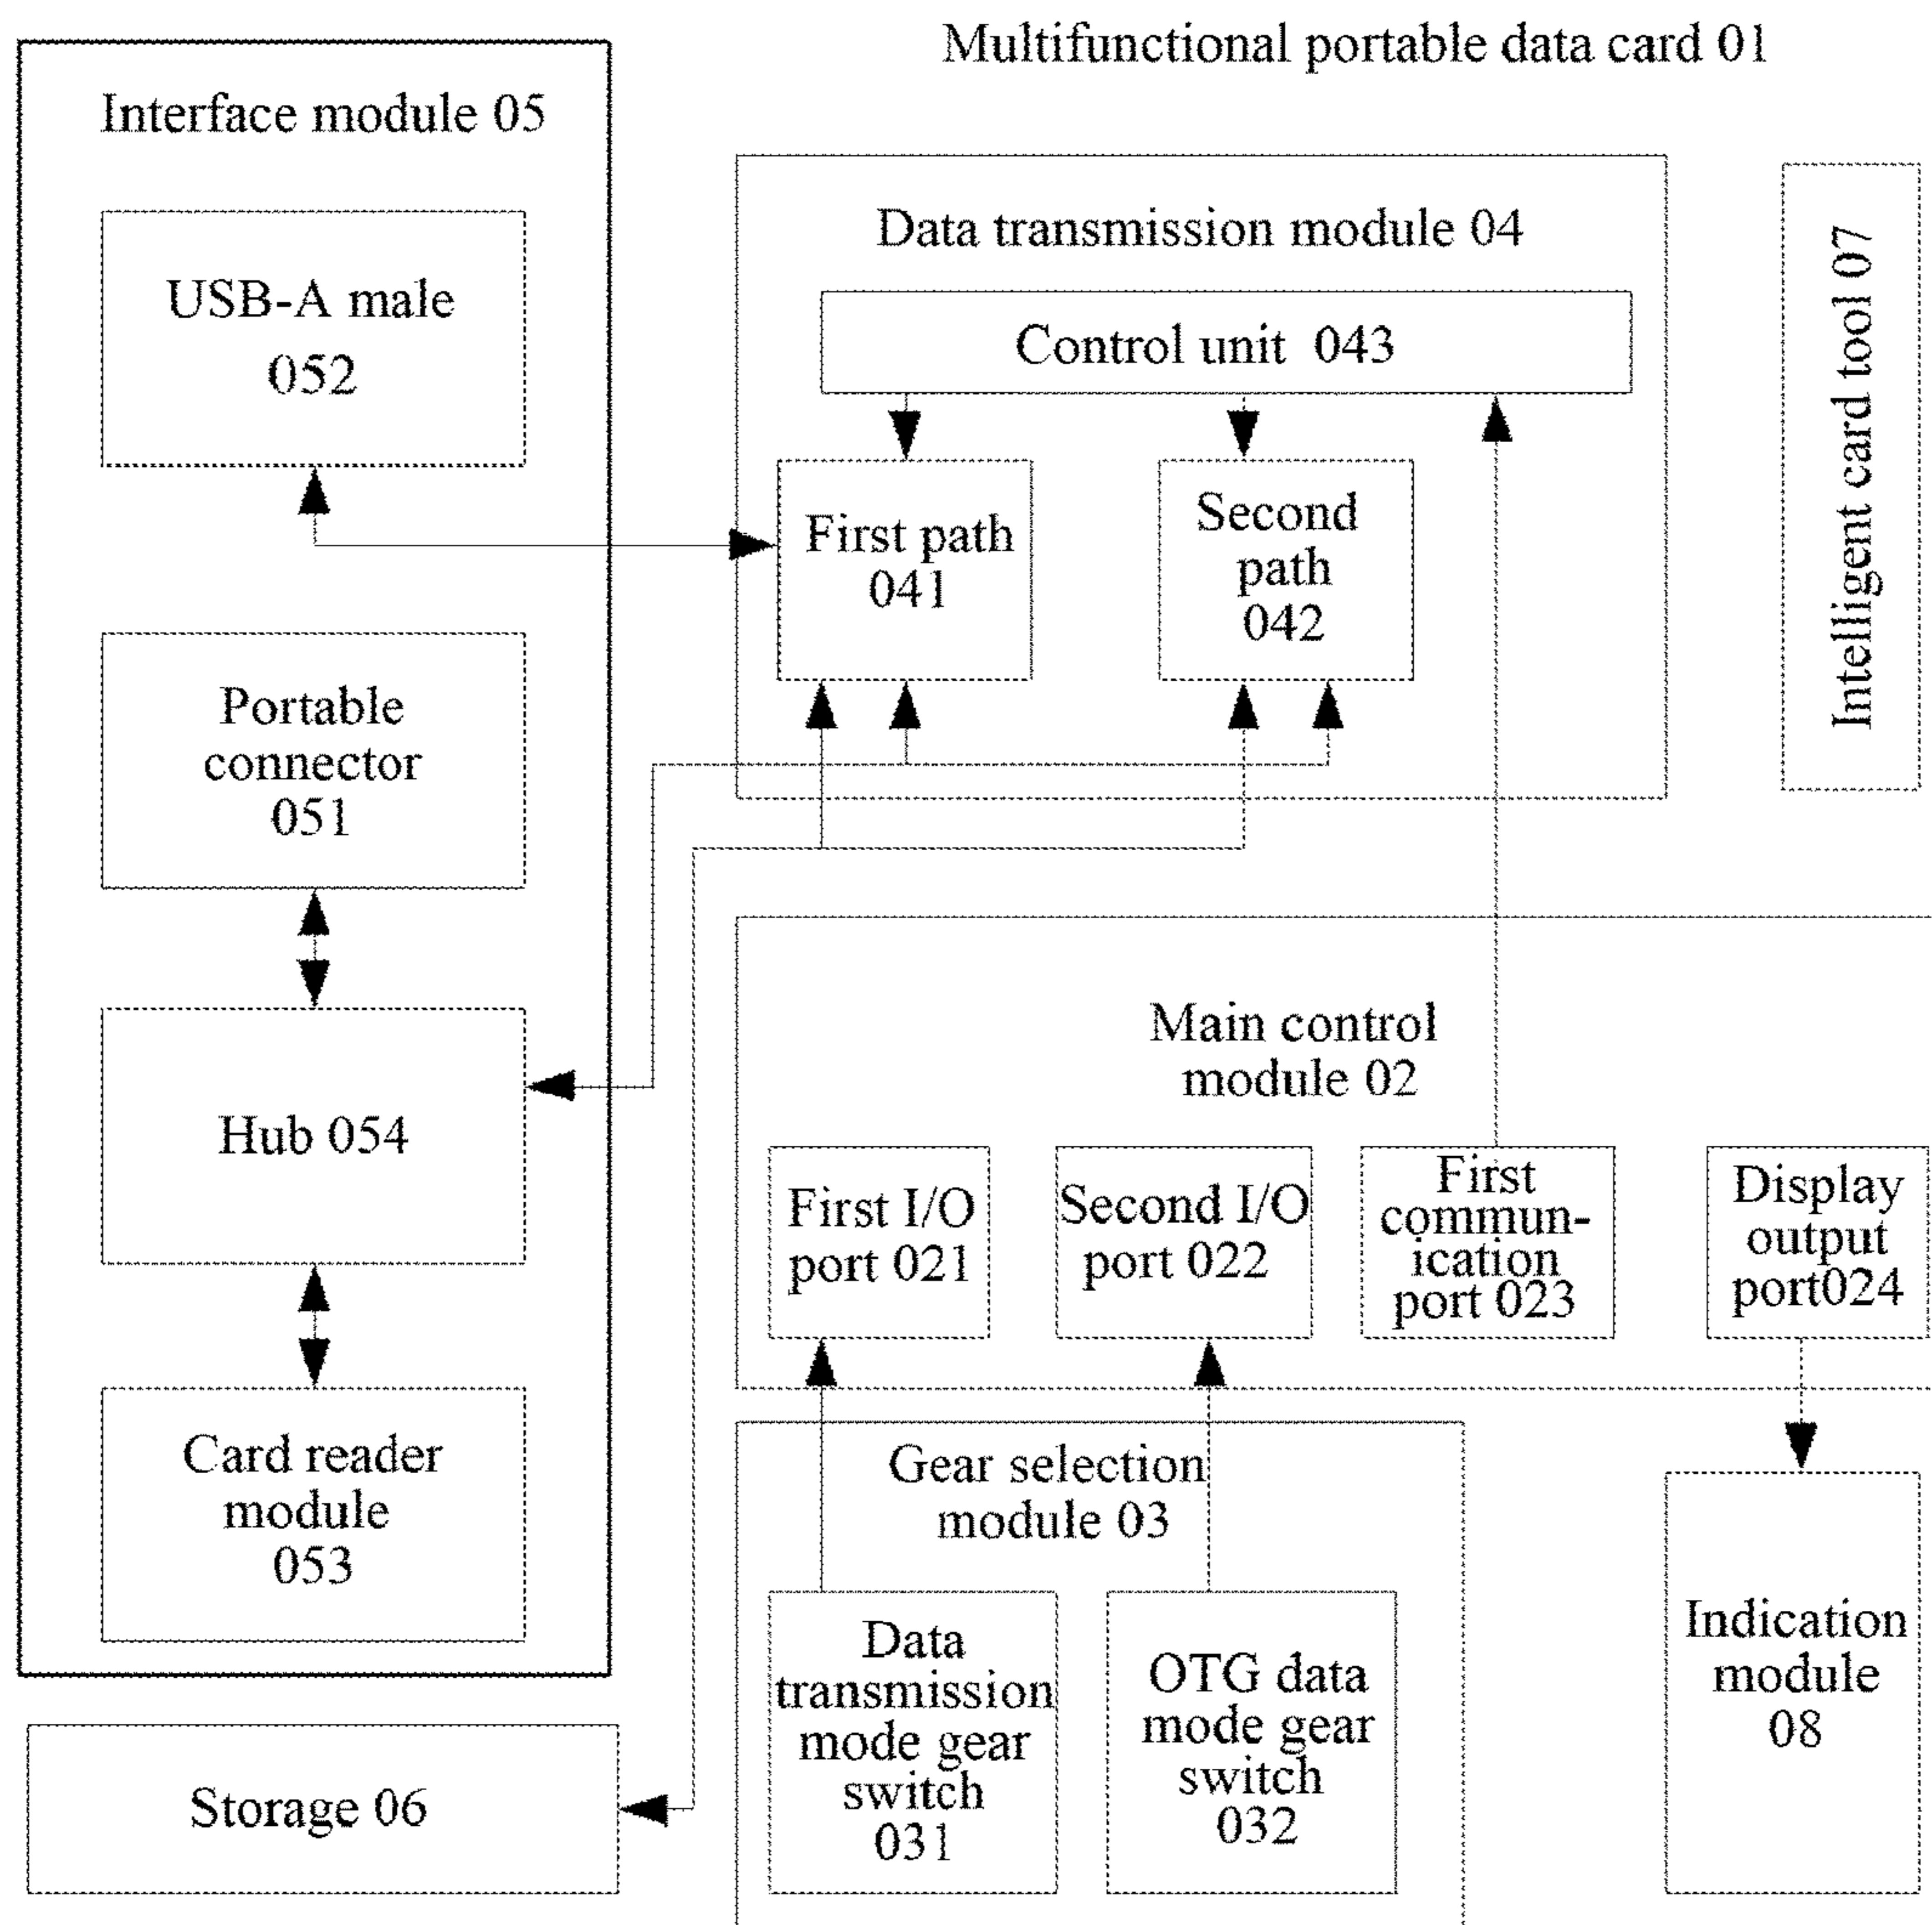 Multifunctional portable data card 01
Interface module 05
USB-A male
052
Portable
connector
051
Hub 054
Card reader
module
053
Storage 06
Data transmission module 04
Control unit 043
First path
041
Second
path
042
Intelligent card tool 07
Main control
module 02
First I/O
port 021
Second I/O
port 022
First
commun-
ication
port 023
Display
output
port024
Gear selection
module 03
Data
transmission
mode gear
switch
031
OTG data
mode gear
switch
032
Indication
module
08